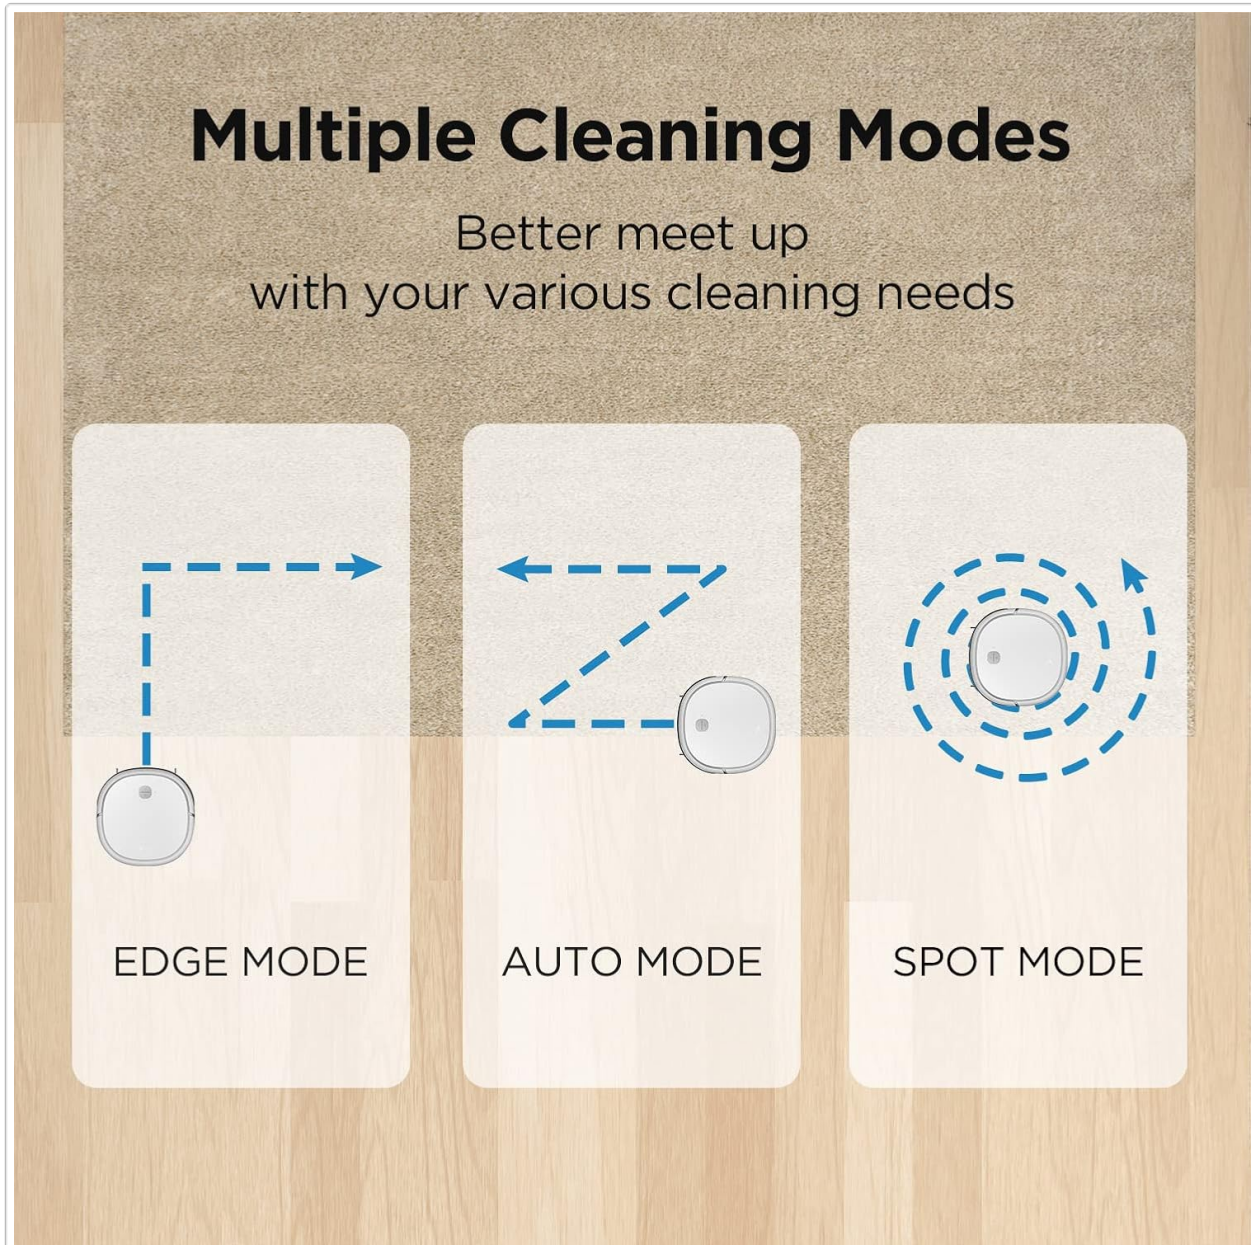 Multiple Cleaning Modes
Better meet up
with your various cleaning needs
EDGE MODE
AUTO MODE
SPOT MODE